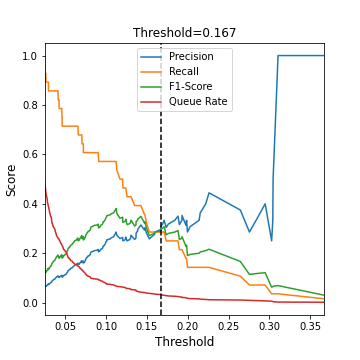 Threshold=0.167
Precision
Recall
F1-Score
Queue Rate
1.0
0.8
0.6
0.4
0.2
0.0
Score
0.05 0.10 0.15 0.20 0.25 0.30 0.35
Threshold